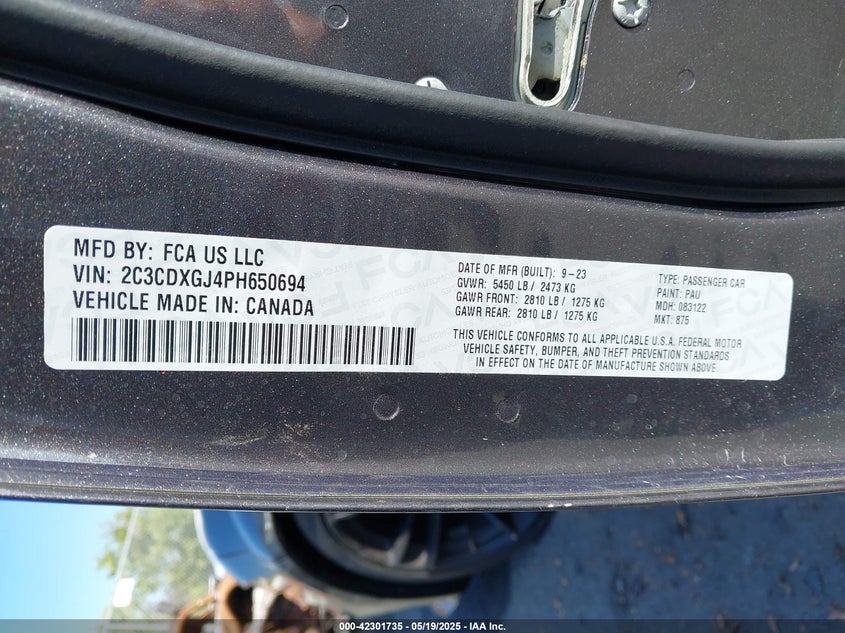 MFD BY: FCA US LLC
VIN: 2C3CDXGJ4PH650694
VEHICLE MADE IN: CANADA
DATE OF MFR (BUILT): 9-23
GVWR: 5450 LB / 2473 KG
GAWR FRONT: 2810 LB / 1275 KG
GAWR REAR: 2810 LB / 1275 KG
TYPE: PASSENGER CAR
PAINT: PAU
MDH: 083122
MKT: 875
THIS VEHICLE CONFORMS TO ALL APPLICABLE U.S.A. FEDERAL MOTOR
VEHICLE SAFETY, BUMPER, AND THEFT PREVENTION STANDARDS
IN EFFECT ON THE DATE OF MANUFACTURE SHOWN ABOVE.
000-42301735 - 05/19/2025 - IAA Inc.